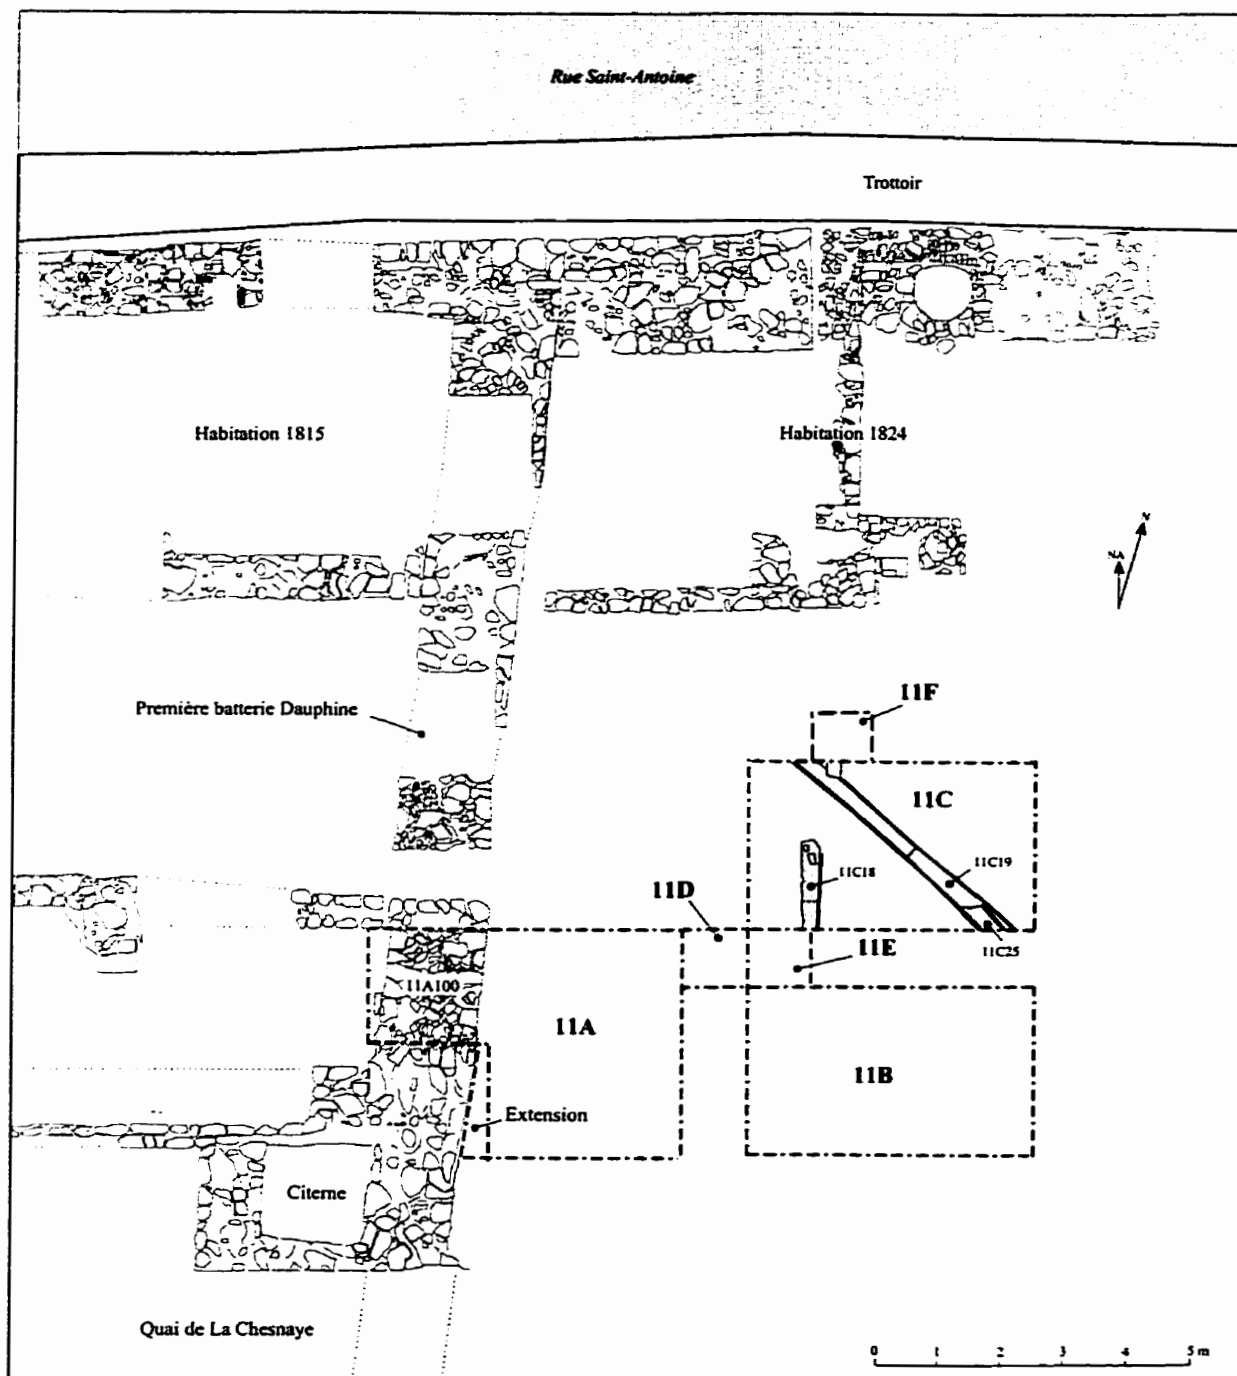 Rue Saint-Antoine
Trottoir
Habitation 1815
Habitation 1824
N
Première batterie Dauphine
11F
11C
11C19
11C18
11D
11C25
11E
11A100
11A
11B
Extension
Citerne
Quai de La Chesnaye
0 1 2 3 4 5 m